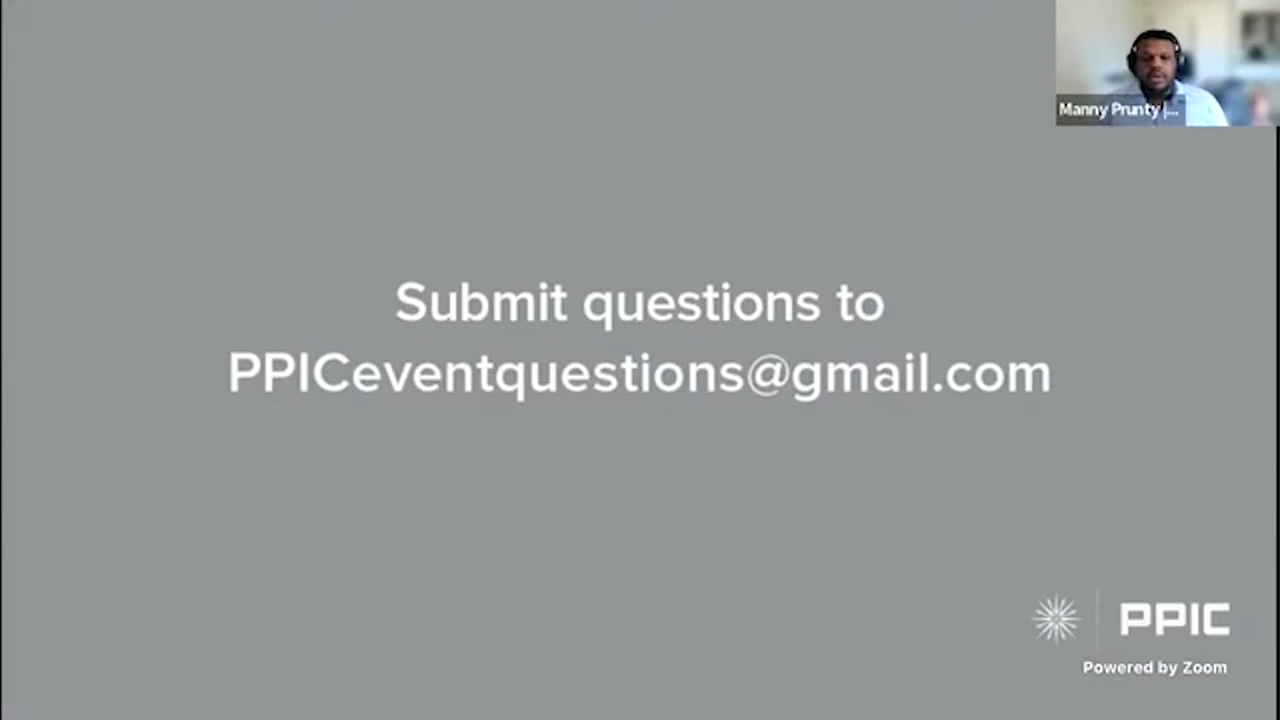 Manny Prunty |...
Submit questions to
PPICeventquestions@gmail.com
PPIC
Powered by Zoom